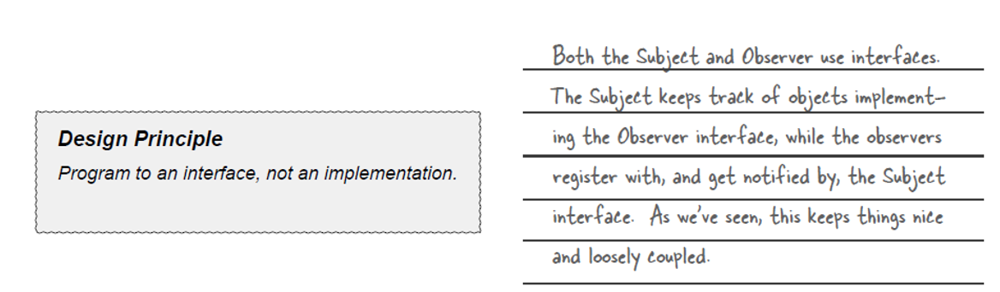 Design Principle
Program to an interface, not an implementation.
Both the Subject and Observer use interfaces.
The Subject keeps track of objects implement-
ing the Observer interface, while the observers
register with, and get notified by, the Subject
interface. As we've seen, this keeps things nice
and loosely coupled.